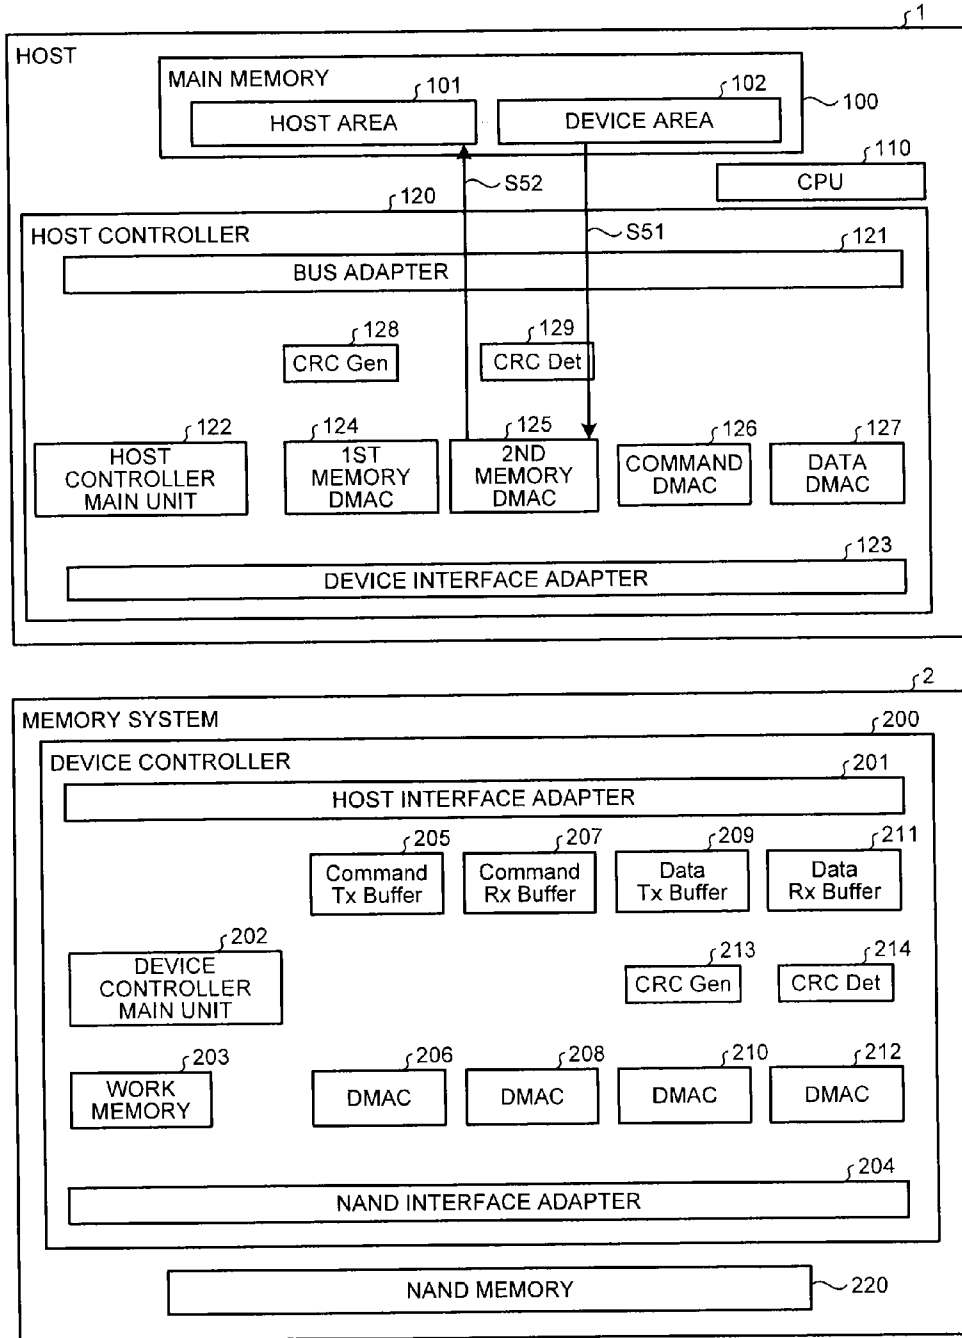 1
HOST
MAIN MEMORY
101
102
100
HOST AREA
DEVICE AREA
110
CPU
S52
120
S51
HOST CONTROLLER
121
BUS ADAPTER
128
129
CRC Gen
CRC Det
122
124
125
126
127
HOST
CONTROLLER
MAIN UNIT
1ST
MEMORY
DMAC
2ND
MEMORY
DMAC
COMMAND
DMAC
DATA
DMAC
123
DEVICE INTERFACE ADAPTER
2
MEMORY SYSTEM
200
DEVICE CONTROLLER
201
HOST INTERFACE ADAPTER
205
207
209
211
Command
Tx Buffer
Command
Rx Buffer
Data
Tx Buffer
Data
Rx Buffer
202
213
214
DEVICE
CONTROLLER
MAIN UNIT
CRC Gen
CRC Det
203
206
208
210
212
WORK
MEMORY
DMAC
DMAC
DMAC
DMAC
204
NAND INTERFACE ADAPTER
NAND MEMORY
220